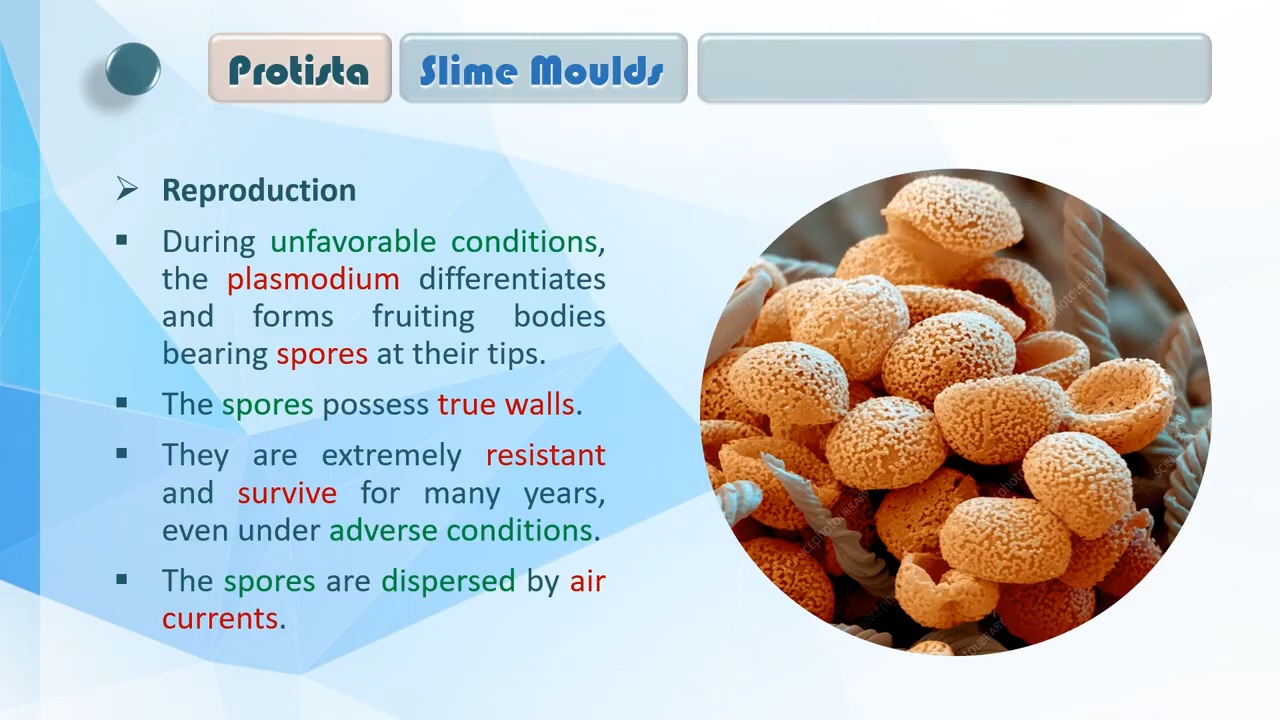 Protista Slime Moulds
➢ Reproduction
▪ During unfavorable conditions,
the plasmodium differentiates
and forms fruiting bodies
bearing spores at their tips.
▪ The spores possess true walls.
▪ They are extremely resistant
and survive for many years,
even under adverse conditions.
▪ The spores are dispersed by air
currents.